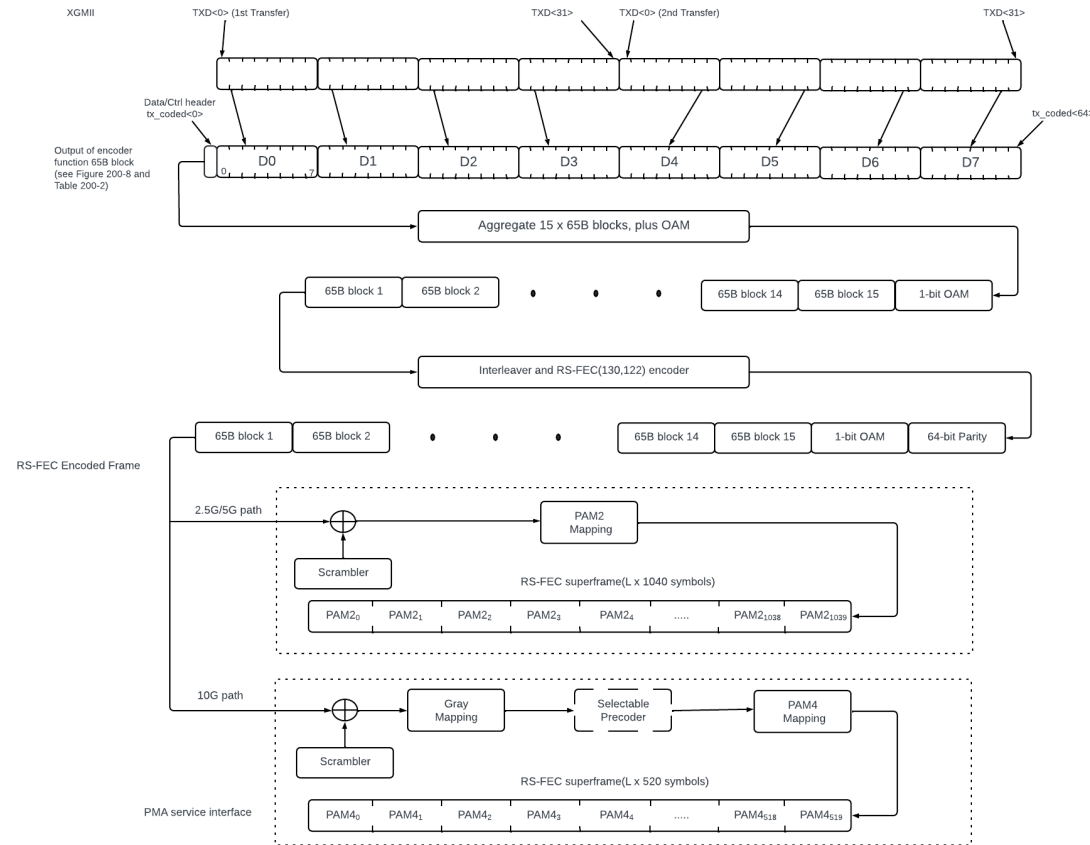 XGMII
TXD<0> (1st Transfer)
TXD<31>
TXD<0> (2nd Transfer)
TXD<31>
Data/Ctrl header
tx_coded<0>
tx_coded<64>
Output of encoder
function 65B block
(see Figure 200-8 and
Table 200-2)
D0
D1
D2
D3
D4
D5
D6
D7
0
7
Aggregate 15 x 65B blocks, plus OAM
65B block 1
65B block 2
65B block 14
65B block 15
1-bit OAM
Interleaver and RS-FEC(130,122) encoder
65B block 1
65B block 2
65B block 14
65B block 15
1-bit OAM
64-bit Parity
RS-FEC Encoded Frame
2.5G/5G path
PAM2
Mapping
Scrambler
RS-FEC superframe(L x 1040 symbols)
PAM2₀
PAM2₁
PAM2₂
PAM2₃
PAM2₄
.....
PAM2₁₀₃₈
PAM2₁₀₃₉
10G path
Gray
Mapping
Selectable
Precoder
PAM4
Mapping
Scrambler
RS-FEC superframe(L x 520 symbols)
PMA service interface
PAM4₀
PAM4₁
PAM4₂
PAM4₃
PAM4₄
.....
PAM4₅₁₈
PAM4₅₁₉